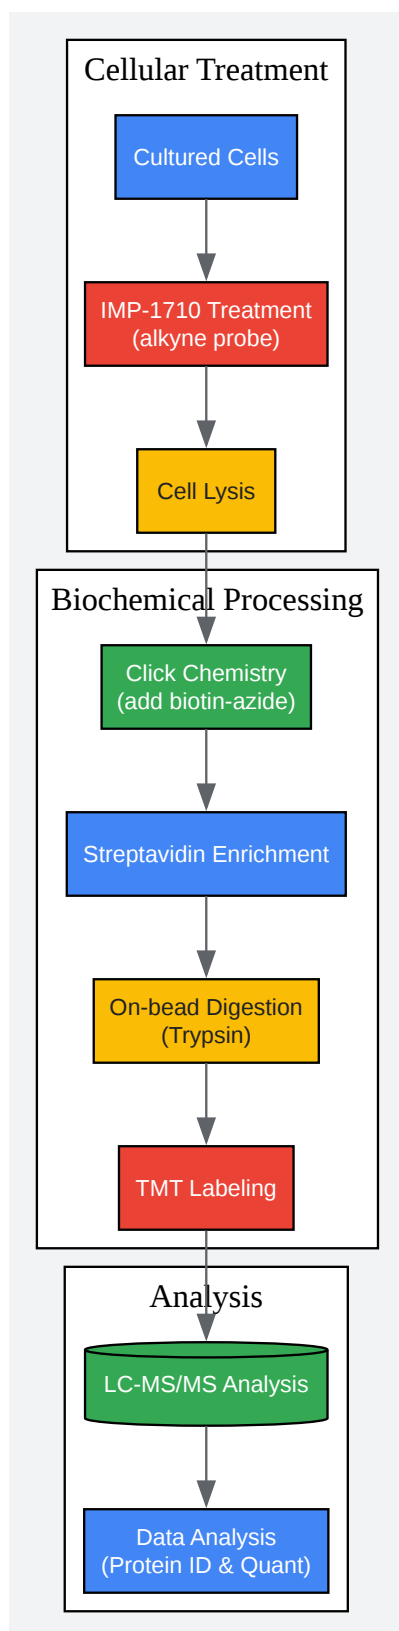 Cellular Treatment
Cultured Cells
IMP-1710 Treatment
(alkyne probe)
Cell Lysis
Biochemical Processing
Click Chemistry
(add biotin-azide)
Streptavidin Enrichment
On-bead Digestion
(Trypsin)
TMT Labeling
Analysis
LC-MS/MS Analysis
Data Analysis
(Protein ID & Quant)